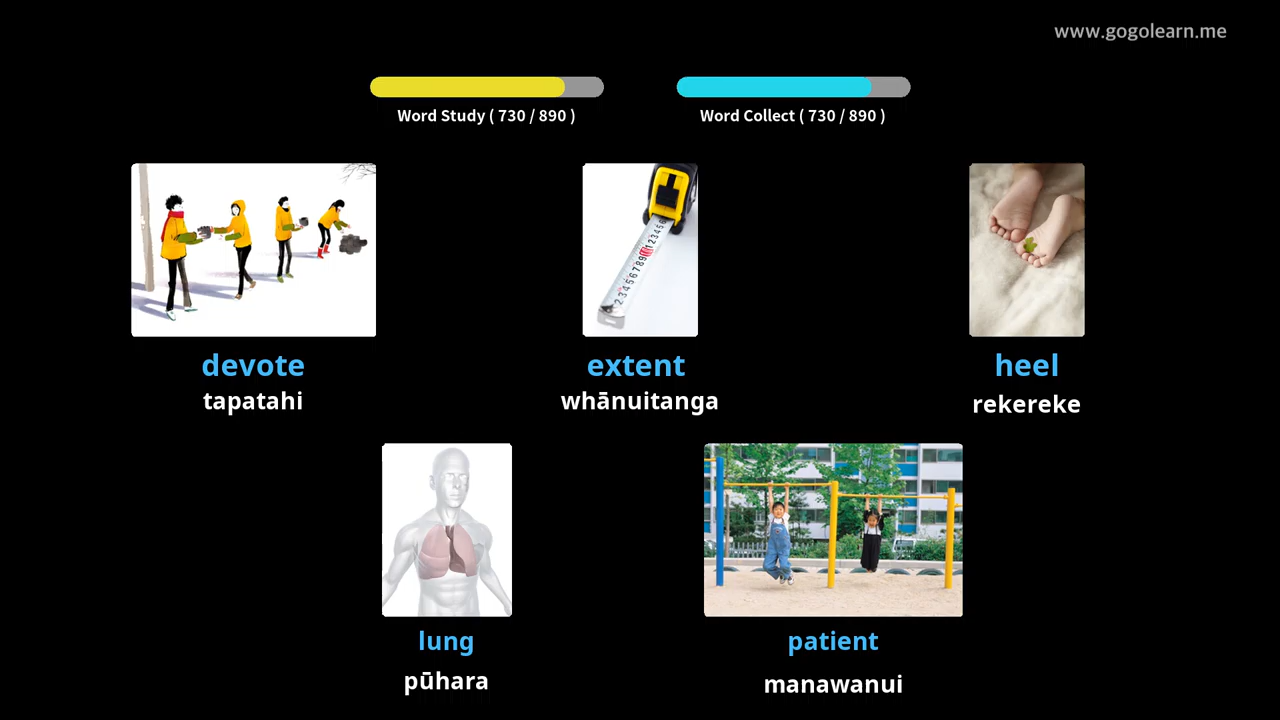 www.gogolearn.me
Word Study ( 730 / 890 )
Word Collect ( 730 / 890 )
devote
tapatahi
extent
whānuitanga
heel
rekereke
lung
pūhara
patient
manawanui